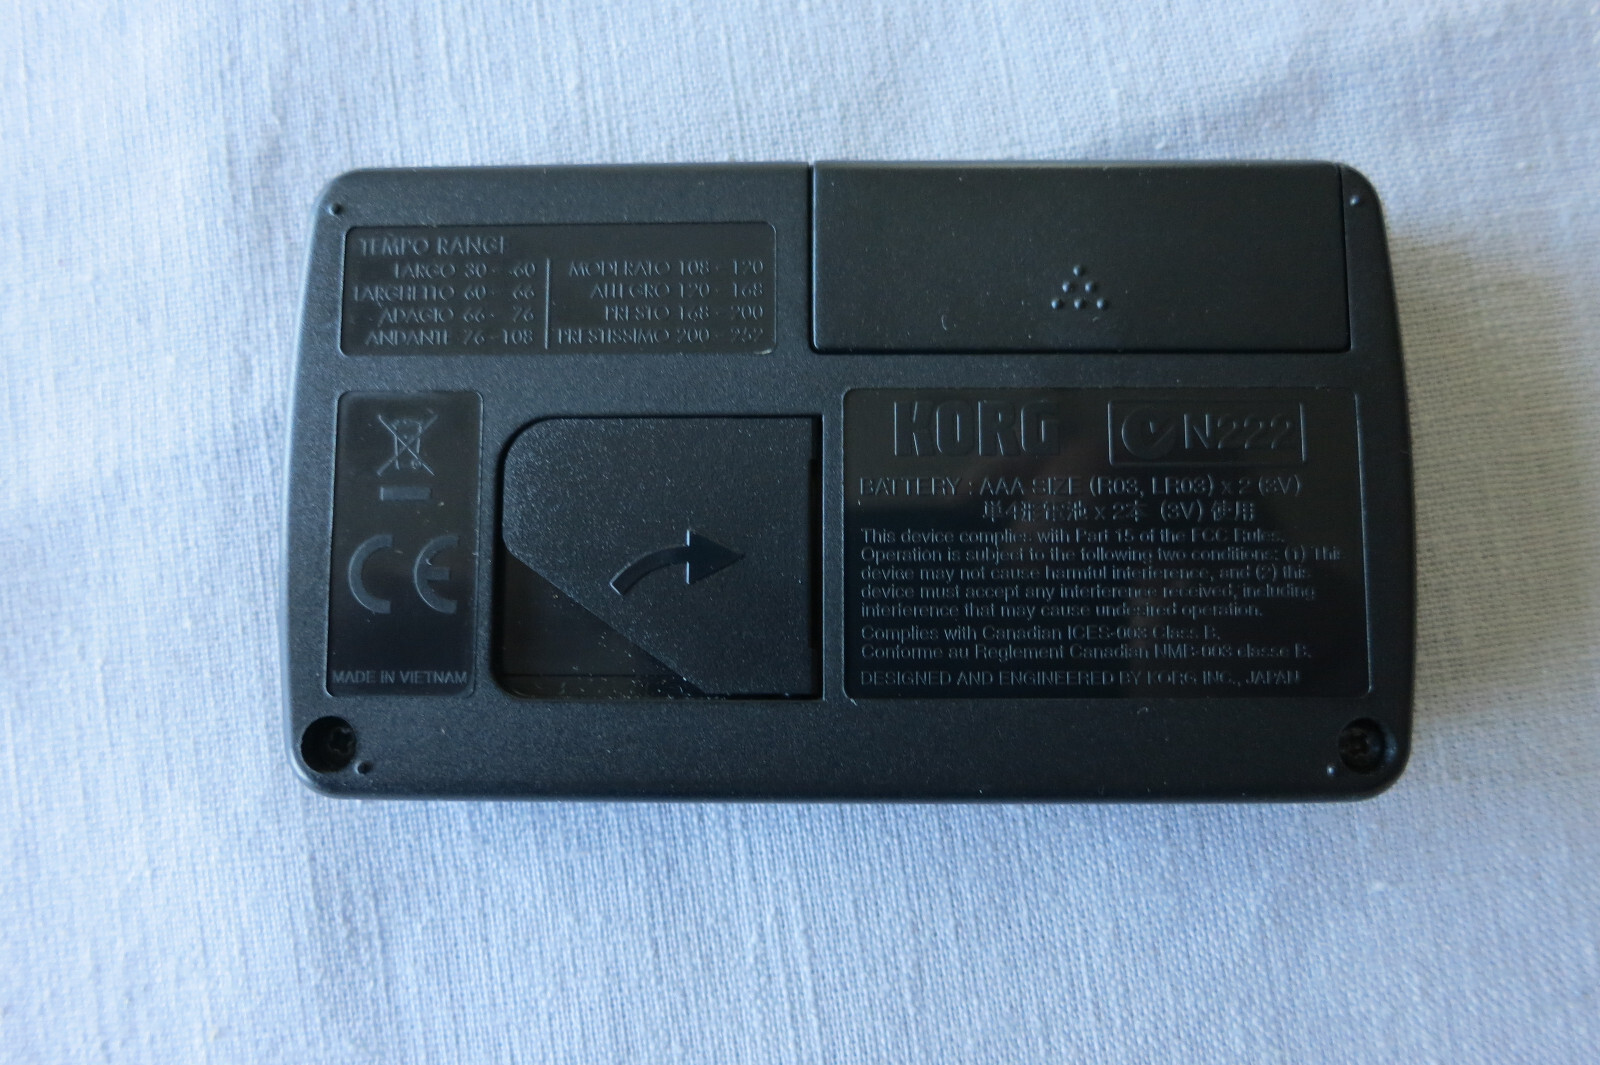 TEMPO RANGE
LARGO 30 - 60
LARGHETTO 60 - 66
ADAGIO 66 - 76
ANDANTE 76 - 108
MODERATO 108 - 120
ALLEGRO 120 - 168
PRESTO 168 - 200
PRESTISSIMO 200 - 252
CE
MADE IN VIETNAM
KORG N222
BATTERY : AAA SIZE (R03, LR03) x 2 (3V)
単4形電池 x 2本 (3V) 使用
This device complies with Part 15 of the FCC Rules.
Operation is subject to the following two conditions: (1) This
device may not cause harmful interference, and (2) this
device must accept any interference received, including
interference that may cause undesired operation.
Complies with Canadian ICES-003 Class B.
Conforme au Reglement Canadian NMB-003 classe B.
DESIGNED AND ENGINEERED BY KORG INC., JAPAN